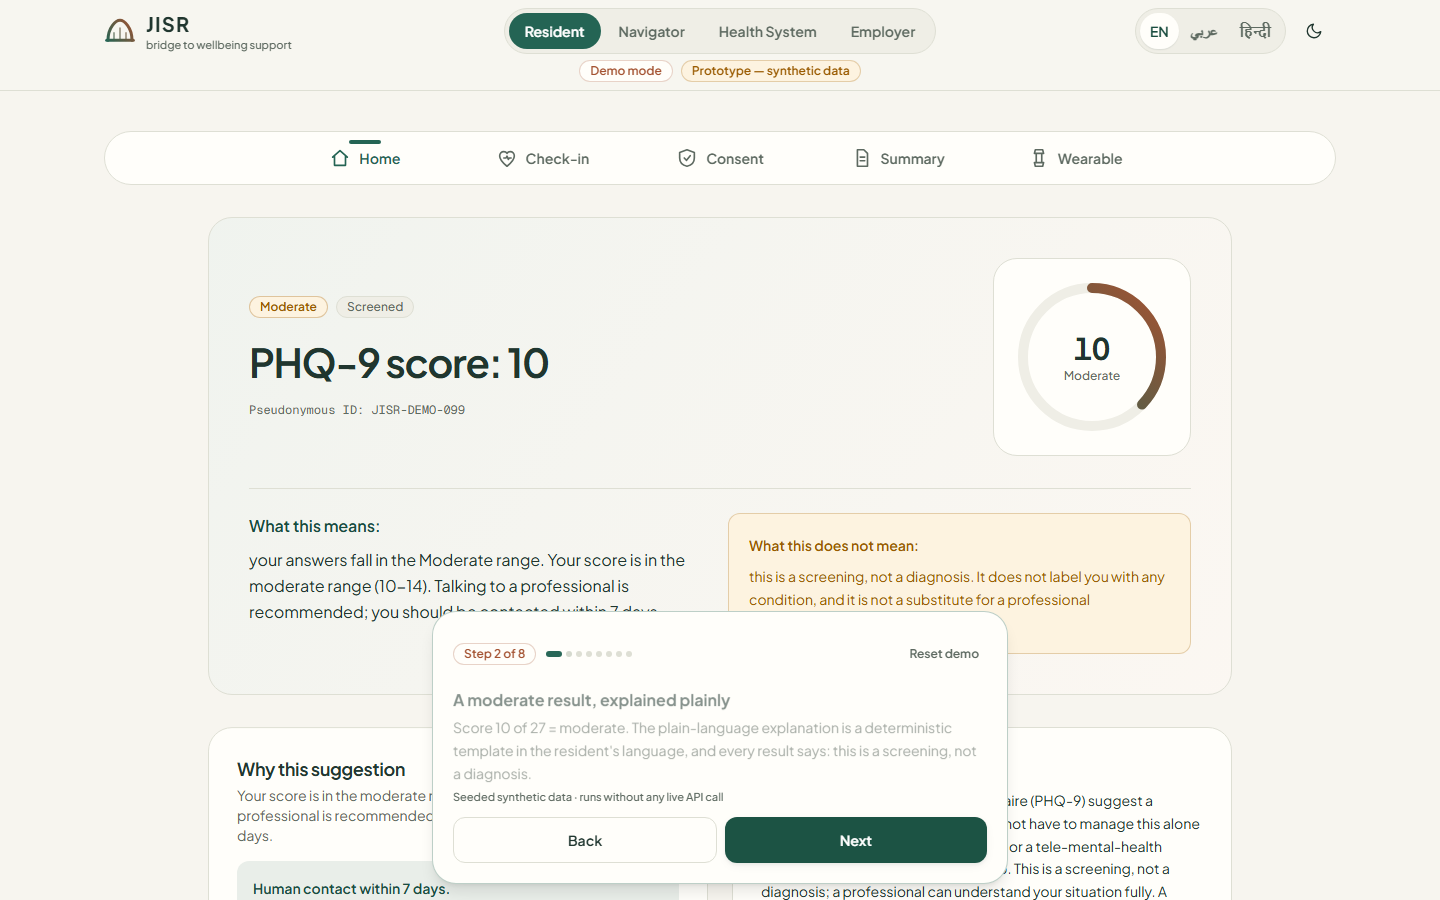 JISR
bridge to wellbeing support
Resident
Navigator
Health System
Employer
EN
عربي
हिन्दी
Demo mode
Prototype — synthetic data
Home
Check-in
Consent
Summary
Wearable
Moderate
Screened
PHQ-9 score: 10
Pseudonymous ID: JISR-DEMO-099
10
Moderate
What this means:
your answers fall in the Moderate range. Your score is in the
moderate range (10–14). Talking to a professional is
recommended; you should be contacted within 7 days.
What this does not mean:
this is a screening, not a diagnosis. It does not label you with any
condition, and it is not a substitute for a professional
Step 2 of 8
Reset demo
A moderate result, explained plainly
Score 10 of 27 = moderate. The plain-language explanation is a deterministic
template in the resident's language, and every result says: this is a screening, not
a diagnosis.
Seeded synthetic data · runs without any live API call
Back
Next
Why this suggestion
Your score is in the moderate
professional is recommended
days.
Human contact within 7 days.
(PHQ-9) suggest a
not have to manage this alone
or a tele-mental-health
This is a screening, not a
diagnosis; a professional can understand your situation fully. A